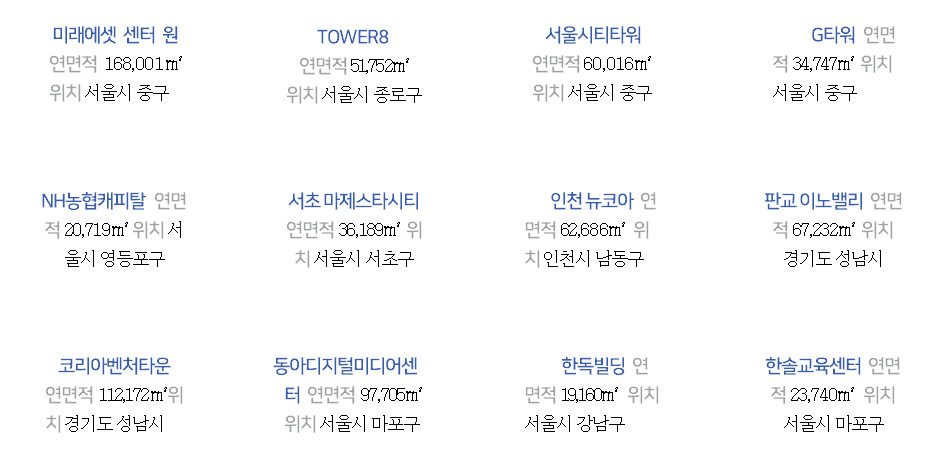 미래에셋 센터 원
연면적 168,001㎡
위치 서울시 중구
TOWER8
연면적 51,752㎡
위치 서울시 종로구
서울시티타워
연면적 60,016㎡
위치 서울시 중구
G타워 연면
적 34,747㎡ 위치
서울시 중구
NH농협캐피탈 연면
적 20,719㎡ 위치 서
울시 영등포구
서초 마제스타시티
연면적 36,189㎡ 위
치 서울시 서초구
인천 뉴코아 연
면적 62,686㎡ 위
치 인천시 남동구
판교 이노밸리 연면
적 67,232㎡ 위치
경기도 성남시
코리아벤처타운
연면적 112,172㎡위
치 경기도 성남시
동아디지털미디어센
터 연면적 97,705㎡
위치 서울시 마포구
한독빌딩 연
면적 19,160㎡ 위치
서울시 강남구
한솔교육센터 연면
적 23,740㎡ 위치
서울시 마포구